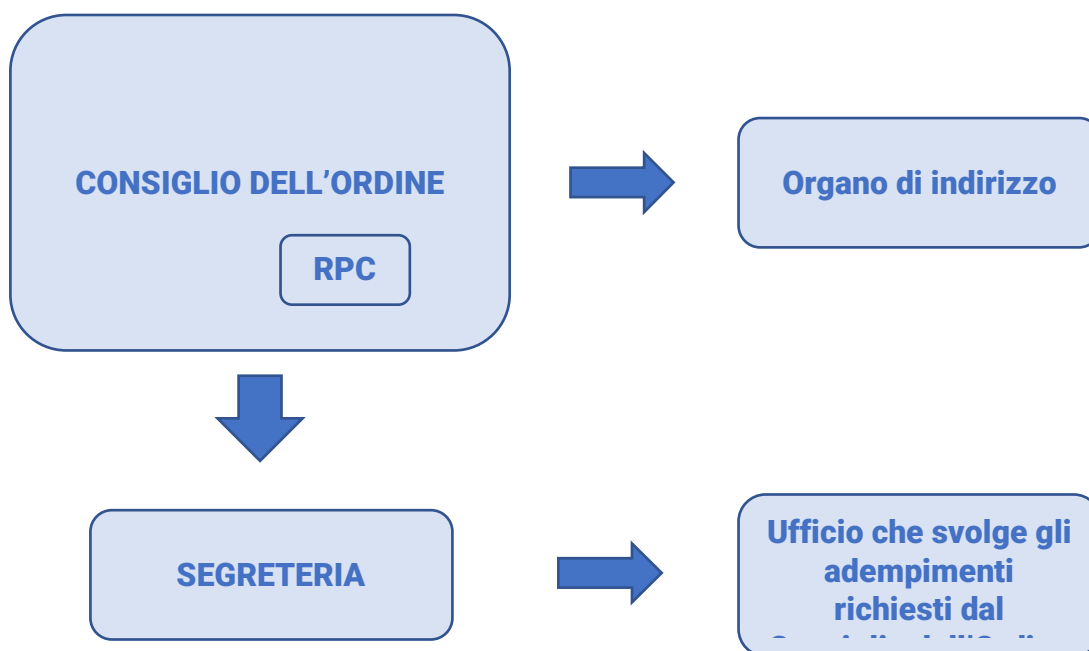 CONSIGLIO DELL’ORDINE
Organo di indirizzo
RPC
SEGRETERIA
Ufficio che svolge gli
adempimenti
richiesti dal